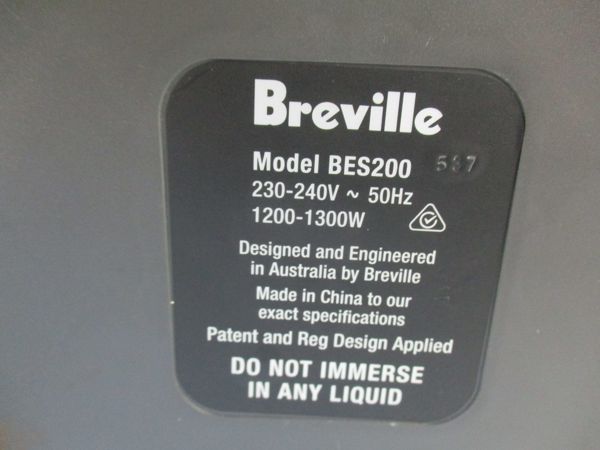 Breville
Model BES200 537
230-240V ~ 50Hz
1200-1300W
Designed and Engineered
in Australia by Breville
Made in China to our
exact specifications
Patent and Reg Design Applied
DO NOT IMMERSE
IN ANY LIQUID